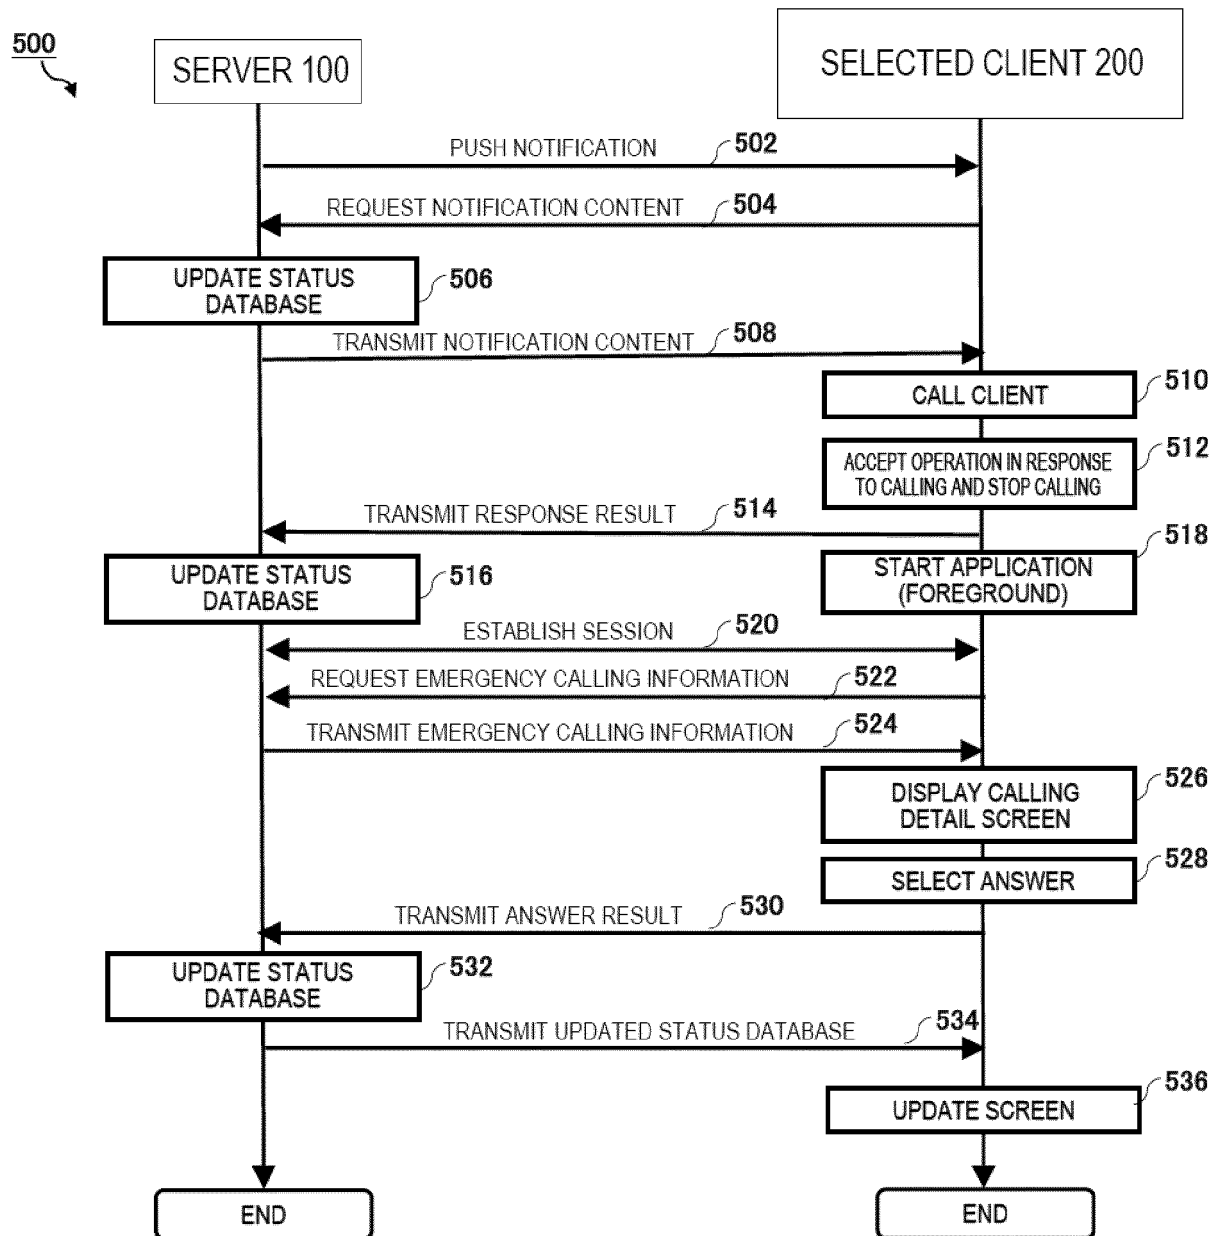 500
SERVER 100
SELECTED CLIENT 200
PUSH NOTIFICATION
502
REQUEST NOTIFICATION CONTENT
504
UPDATE STATUS
DATABASE
506
TRANSMIT NOTIFICATION CONTENT
508
CALL CLIENT
510
ACCEPT OPERATION IN RESPONSE
TO CALLING AND STOP CALLING
512
TRANSMIT RESPONSE RESULT
514
UPDATE STATUS
DATABASE
516
START APPLICATION
(FOREGROUND)
518
ESTABLISH SESSION
520
REQUEST EMERGENCY CALLING INFORMATION
522
TRANSMIT EMERGENCY CALLING INFORMATION
524
DISPLAY CALLING
DETAIL SCREEN
526
SELECT ANSWER
528
TRANSMIT ANSWER RESULT
530
UPDATE STATUS
DATABASE
532
TRANSMIT UPDATED STATUS DATABASE
534
UPDATE SCREEN
536
END
END